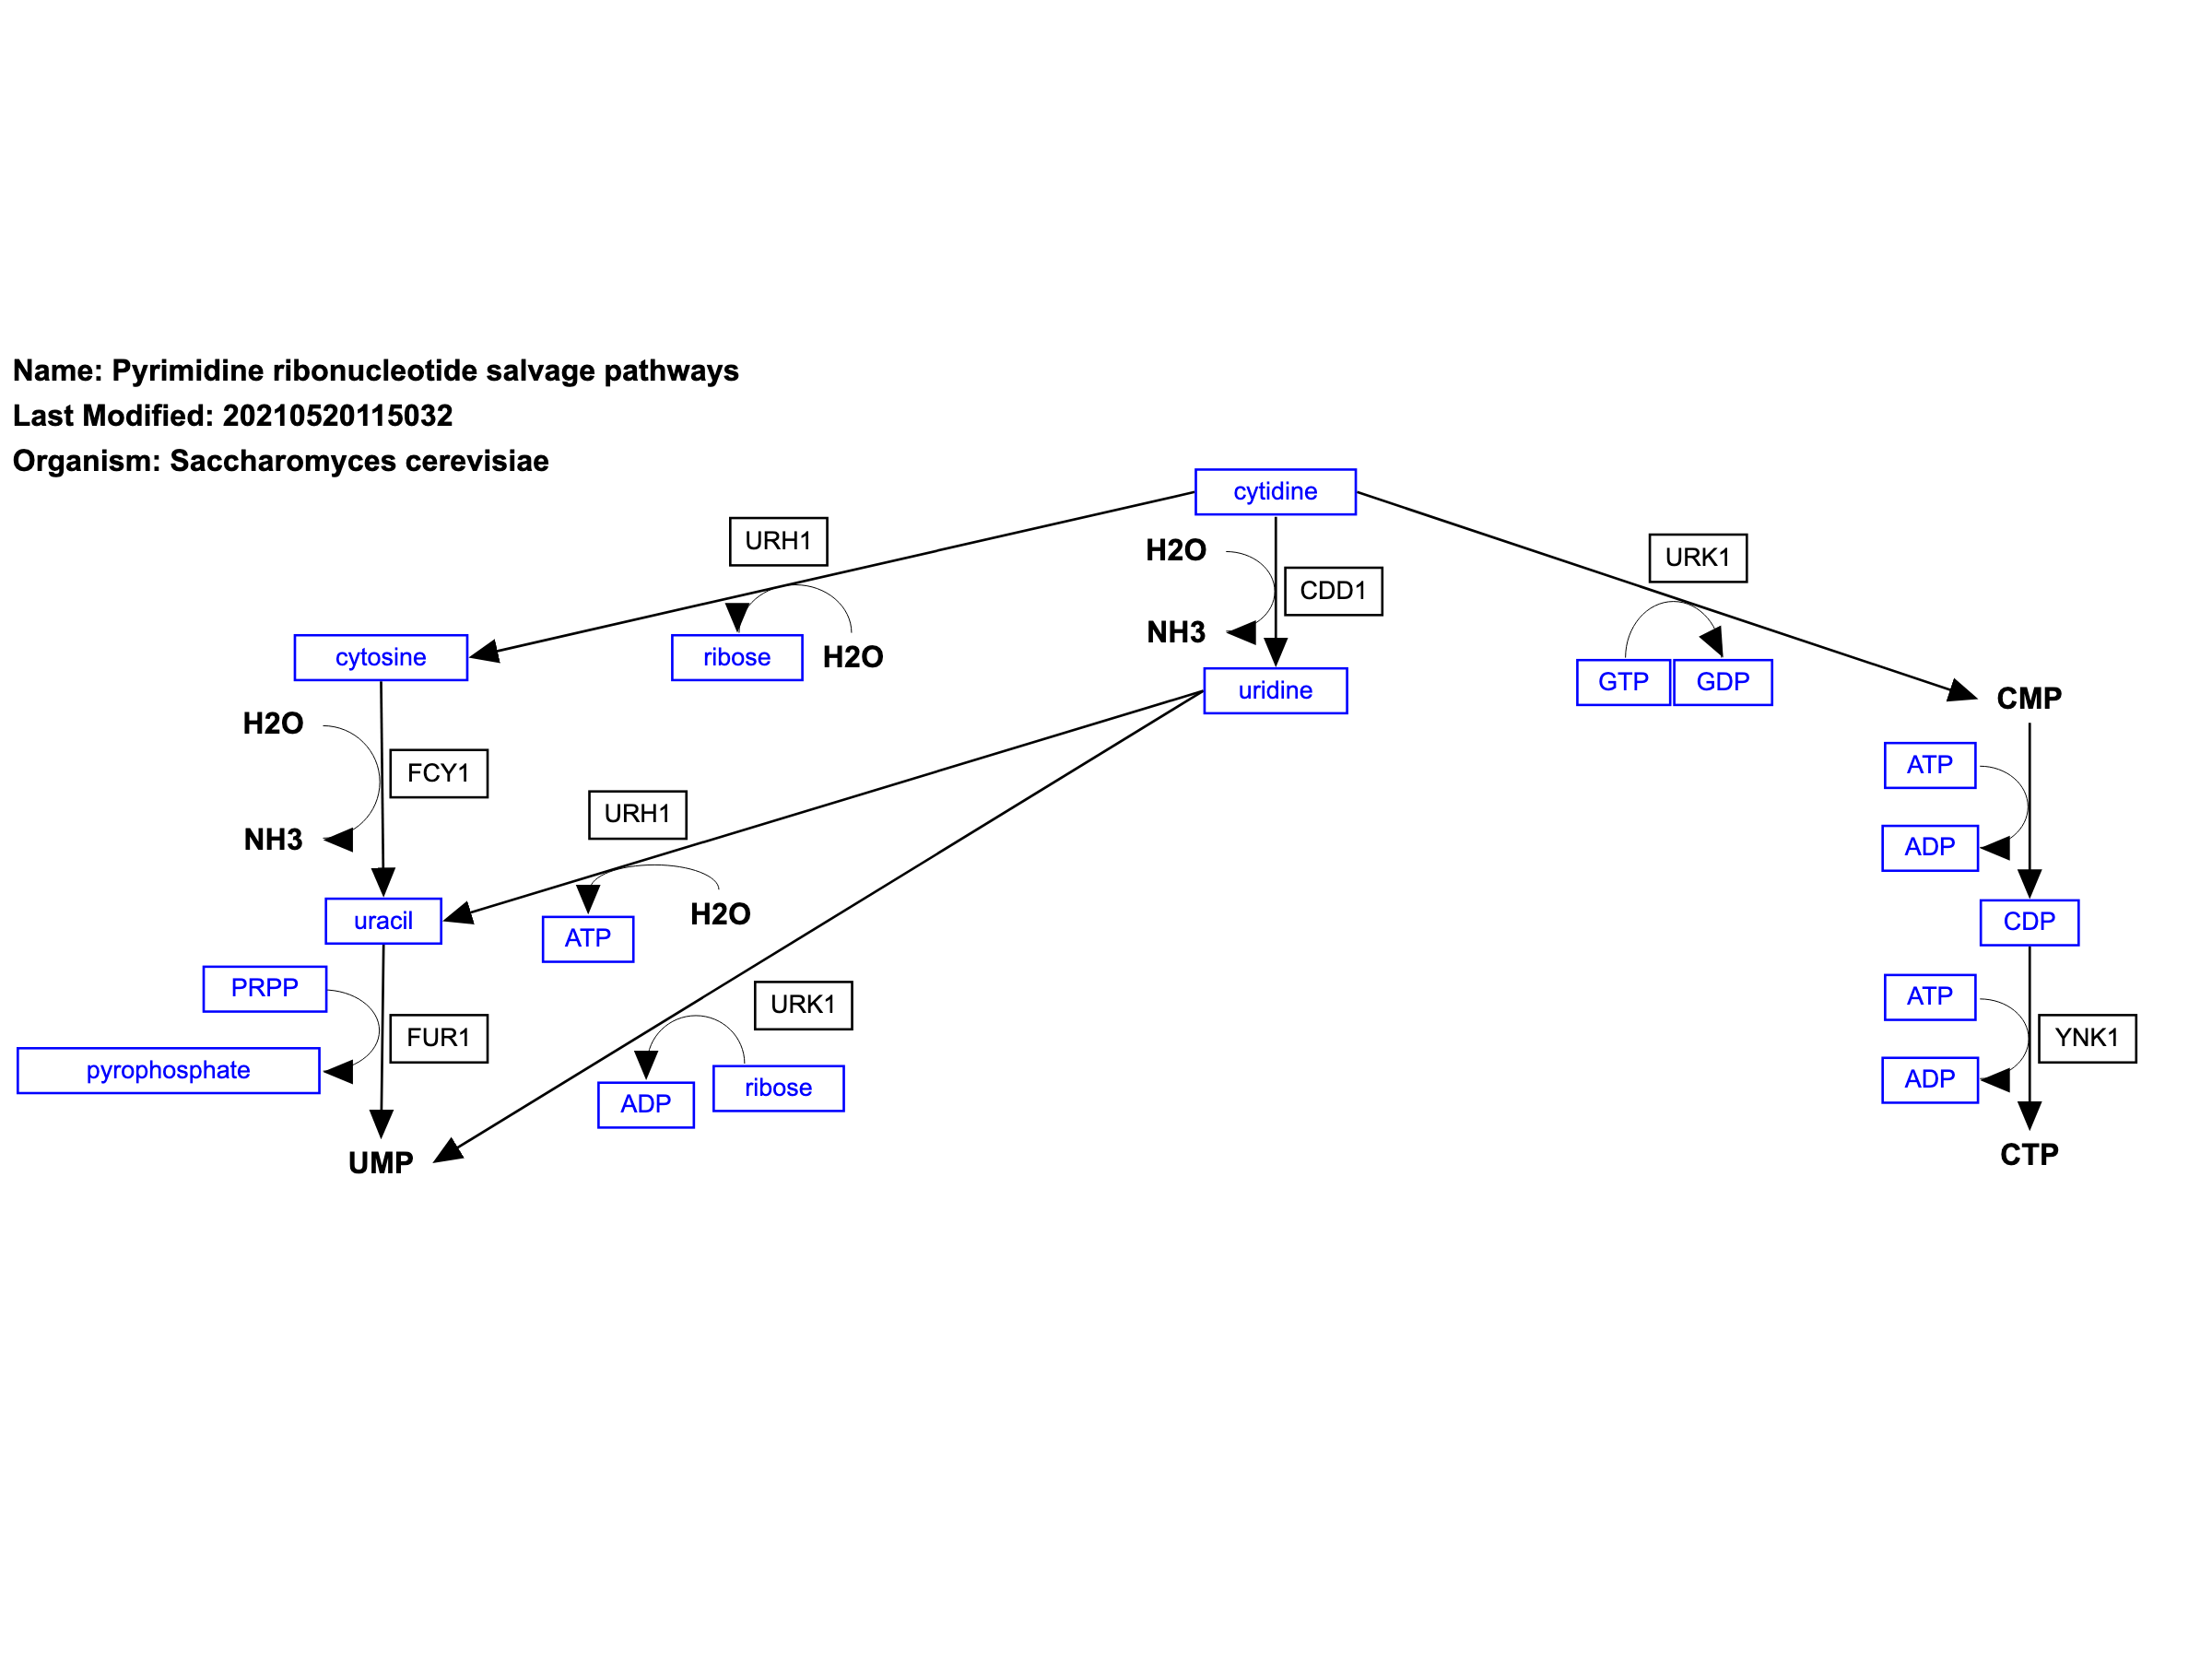 Name: Pyrimidine ribonucleotide salvage pathways
Last Modified: 20210520115032
Organism: Saccharomyces cerevisiae
cytidine
URH1
H2O
CDD1
URK1
NH3
cytosine
ribose
H2O
uridine
GTP
GDP
CMP
H2O
FCY1
NH3
URH1
ATP
ADP
uracil
ATP
H2O
CDP
PRPP
FUR1
pyrophosphate
URK1
ADP
ribose
ATP
YNK1
ADP
UMP
CTP